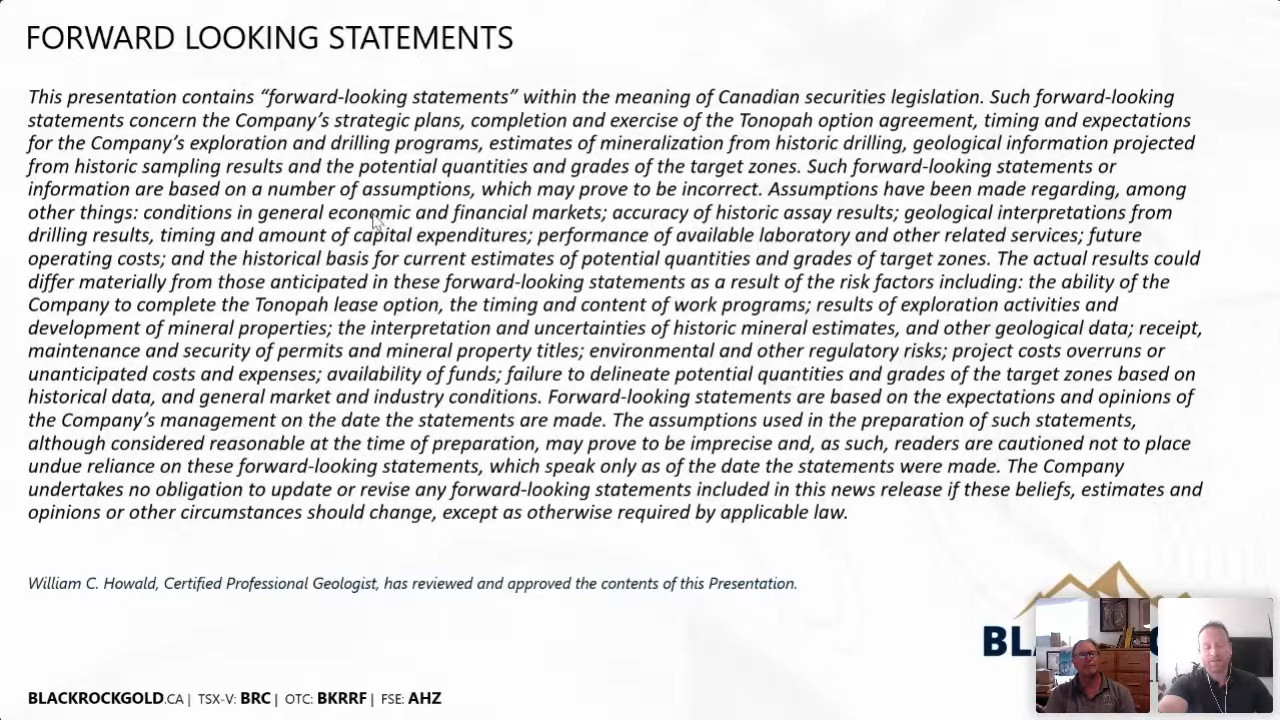 FORWARD LOOKING STATEMENTS
This presentation contains “forward-looking statements” within the meaning of Canadian securities legislation. Such forward-looking
statements concern the Company’s strategic plans, completion and exercise of the Tonopah option agreement, timing and expectations
for the Company’s exploration and drilling programs, estimates of mineralization from historic drilling, geological information projected
from historic sampling results and the potential quantities and grades of the target zones. Such forward-looking statements or
information are based on a number of assumptions, which may prove to be incorrect. Assumptions have been made regarding, among
other things: conditions in general economic and financial markets; accuracy of historic assay results; geological interpretations from
drilling results, timing and amount of capital expenditures; performance of available laboratory and other related services; future
operating costs; and the historical basis for current estimates of potential quantities and grades of target zones. The actual results could
differ materially from those anticipated in these forward-looking statements as a result of the risk factors including: the ability of the
Company to complete the Tonopah lease option, the timing and content of work programs; results of exploration activities and
development of mineral properties; the interpretation and uncertainties of historic mineral estimates, and other geological data; receipt,
maintenance and security of permits and mineral property titles; environmental and other regulatory risks; project costs overruns or
unanticipated costs and expenses; availability of funds; failure to delineate potential quantities and grades of the target zones based on
historical data, and general market and industry conditions. Forward-looking statements are based on the expectations and opinions of
the Company’s management on the date the statements are made. The assumptions used in the preparation of such statements,
although considered reasonable at the time of preparation, may prove to be imprecise and, as such, readers are cautioned not to place
undue reliance on these forward-looking statements, which speak only as of the date the statements were made. The Company
undertakes no obligation to update or revise any forward-looking statements included in this news release if these beliefs, estimates and
opinions or other circumstances should change, except as otherwise required by applicable law.
William C. Howald, Certified Professional Geologist, has reviewed and approved the contents of this Presentation.
BLACKROCKGOLD.CA | TSX-V: BRC | OTC: BKRRF | FSE: AHZ